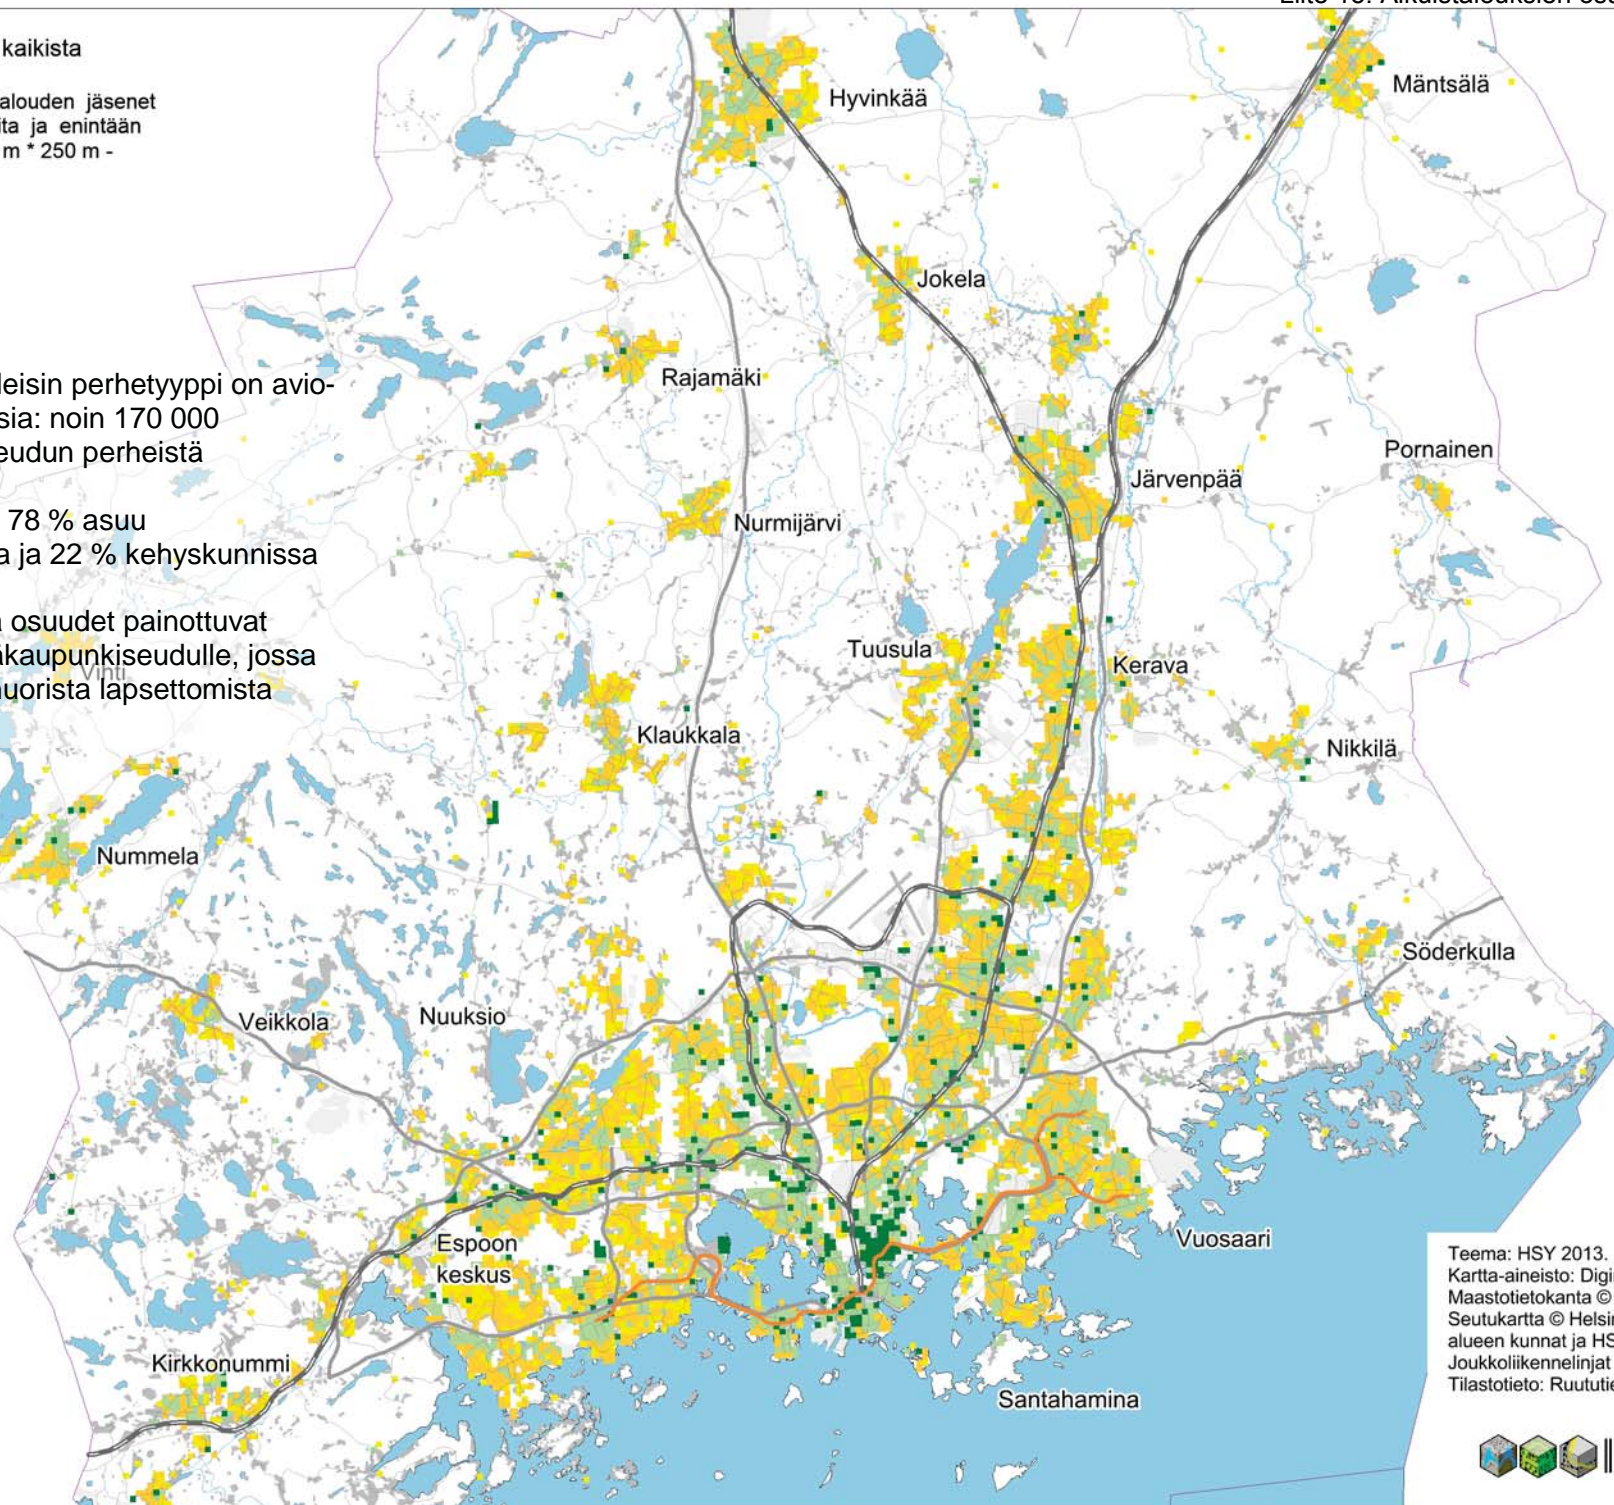 kaikista
alouden jäsenet
ita ja enintään
m * 250 m -
leisin perhetyyppi on avio-
sia: noin 170 000
eudun perheistä
78 % asuu
a ja 22 % kehyskunnissa
a osuudet painottuvat
äkaupunkiseudulle, jossa
nuorista lapsettomista
Hyvinkää
Mäntsälä
Jokela
Rajamäki
Pornainen
Järvenpää
Nurmijärvi
Tuusula
Kerava
Vihti
Klaukkala
Nikkilä
Nummela
Söderkulla
Veikkola
Nuuksio
Vuosaari
Espoon
keskus
Kirkkonummi
Santahamina
Teema: HSY 2013.
Kartta-aineisto: Digi
Maastotietokanta ©
Seutukartta © Helsi
alueen kunnat ja HS
Joukkoliikennelinjat
Tilastotieto: Ruututie